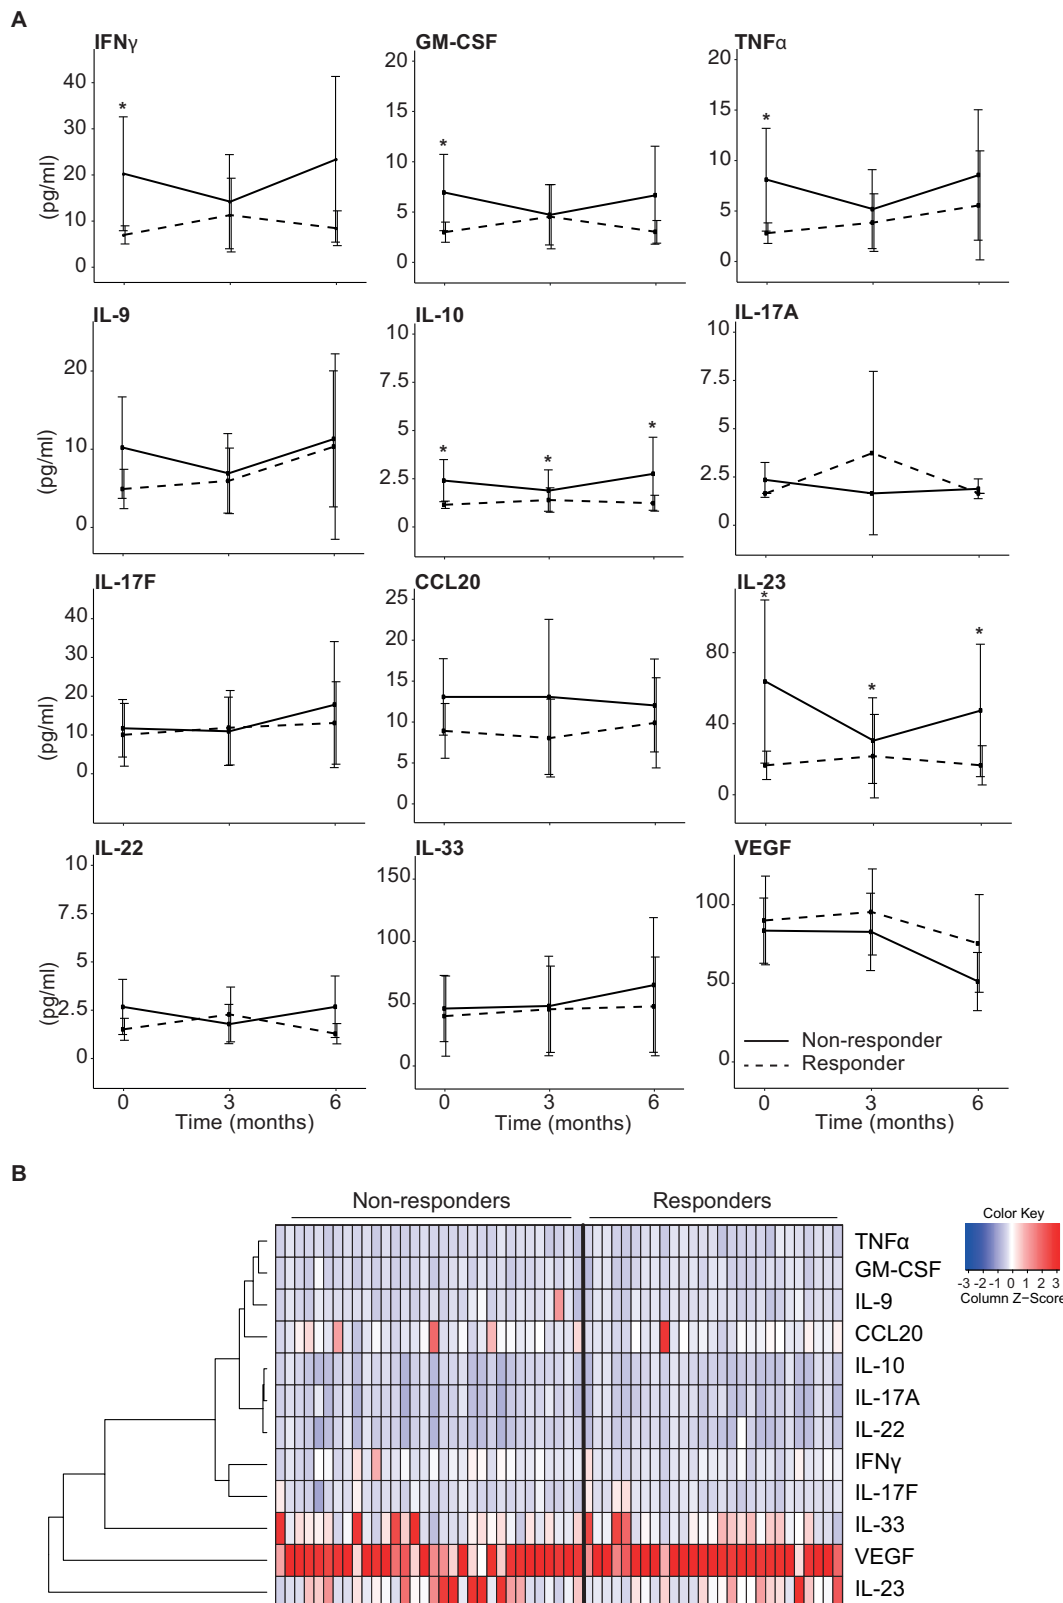 A
IFNγ GM-CSF TNFα
(pg/ml)
40
30
20
10
0
*
20
15
10
5
0
*
20
15
10
5
0
*
IL-9 IL-10 IL-17A
(pg/ml)
20
10
0
10
7.5
5
2.5
0
* * *
10
7.5
5
2.5
0
IL-17F CCL20 IL-23
(pg/ml)
40
30
20
10
0
25
20
15
10
5
0
80
40
0
* * *
IL-22 IL-33 VEGF
(pg/ml)
10
7.5
5
2.5
0
150
100
50
0
100
50
0
Non-responder
Responder
0 3 6 0 3 6 0 3 6
Time (months) Time (months) Time (months)
B
Non-responders Responders
Color Key
-3 -2 -1 0 1 2 3
Column Z-Score
TNFα
GM-CSF
IL-9
CCL20
IL-10
IL-17A
IL-22
IFNγ
IL-17F
IL-33
VEGF
IL-23